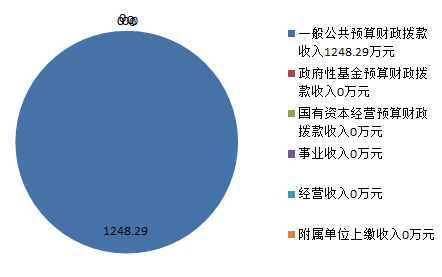 1248.29
一般公共预算财政拨款
收入1248.29万元
政府性基金预算财政拨
款收入0万元
国有资本经营预算财政
拨款收入0万元
事业收入0万元
经营收入0万元
附属单位上缴收入0万元